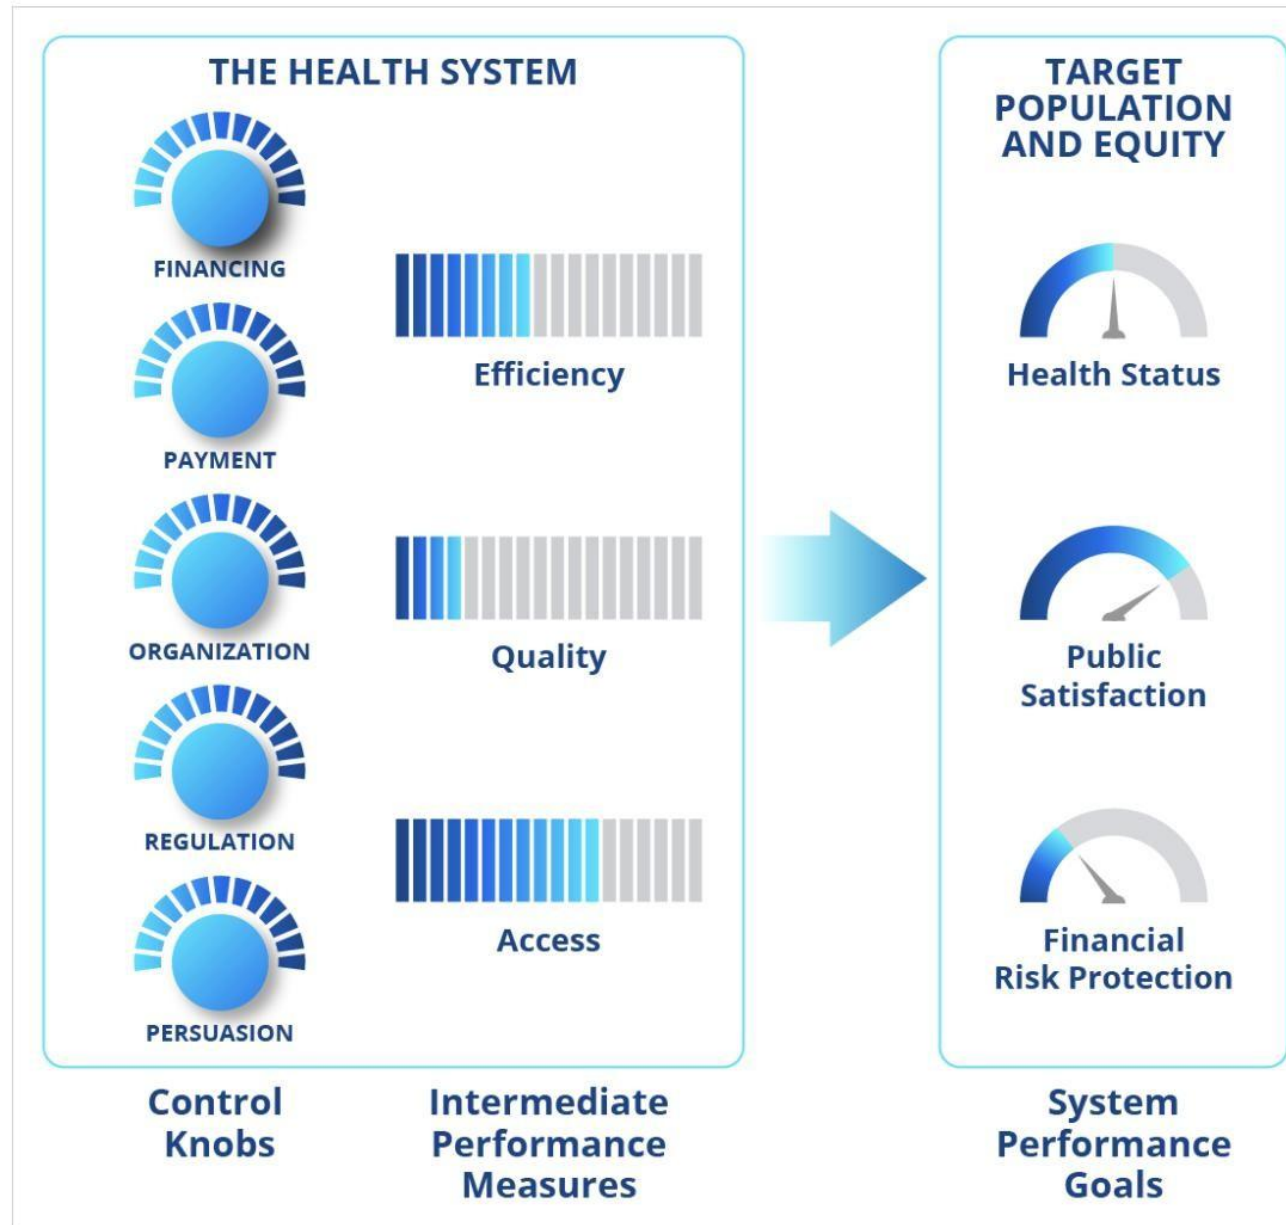 THE HEALTH SYSTEM
FINANCING
PAYMENT
ORGANIZATION
REGULATION
PERSUASION
Efficiency
Quality
Access
Control
Knobs
Intermediate
Performance
Measures
TARGET
POPULATION
AND EQUITY
Health Status
Public
Satisfaction
Financial
Risk Protection
System
Performance
Goals